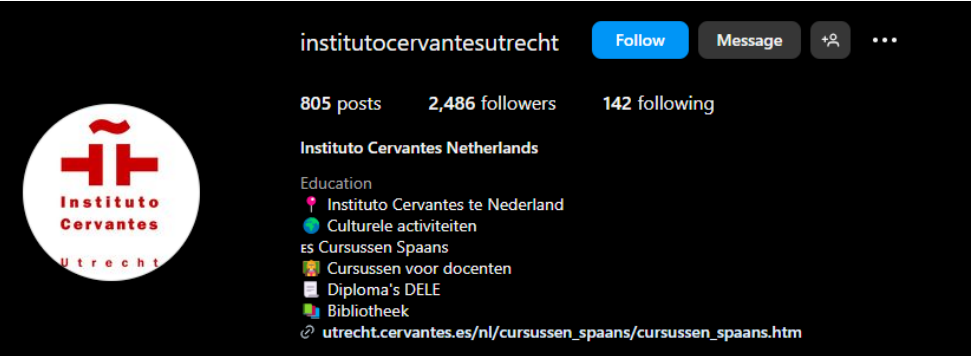 institutocervantesutrecht Follow Message
805 posts 2,486 followers 142 following
Instituto Cervantes Netherlands
Education
Instituto Cervantes te Nederland
Culturele activiteiten
ES Cursussen Spaans
Cursussen voor docenten
Diploma's DELE
Bibliotheek
utrecht.cervantes.es/nl/cursussen_spaans/cursussen_spaans.htm
Instituto
Cervantes
Utrecht